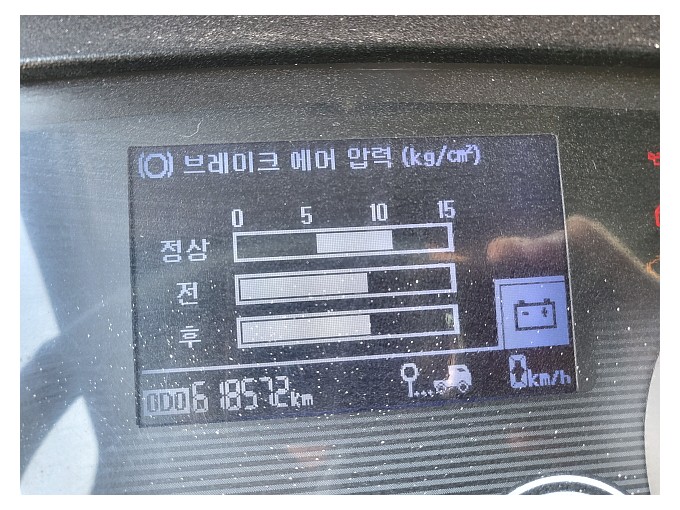 브레이크 에어 압력 (kg/cm²)
0 5 10 15
정상
전
후
ODO 618572km
0km/h